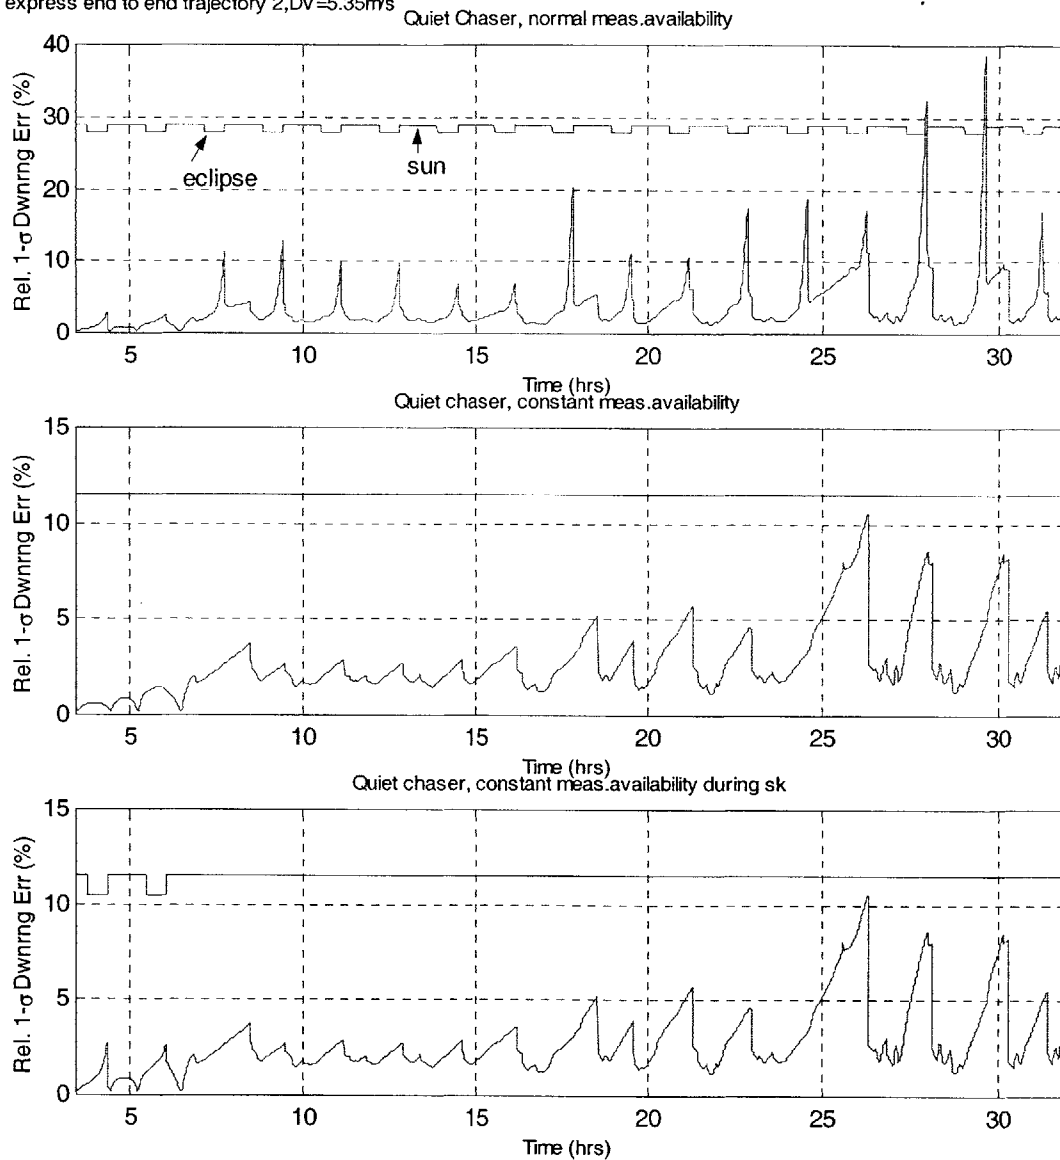 express end to end trajectory 2,DV=5.35m/s
Quiet Chaser, normal meas.availability
Rel. 1-σ Dwnrng Err (%)
40
30
20
10
0
eclipse
sun
5 10 15 20 25 30
Time (hrs)
Quiet chaser, constant meas.availability
Rel. 1-σ Dwnrng Err (%)
15
10
5
0
5 10 15 20 25 30
Time (hrs)
Quiet chaser, constant meas.availability during sk
Rel. 1-σ Dwnrng Err (%)
15
10
5
0
5 10 15 20 25 30
Time (hrs)